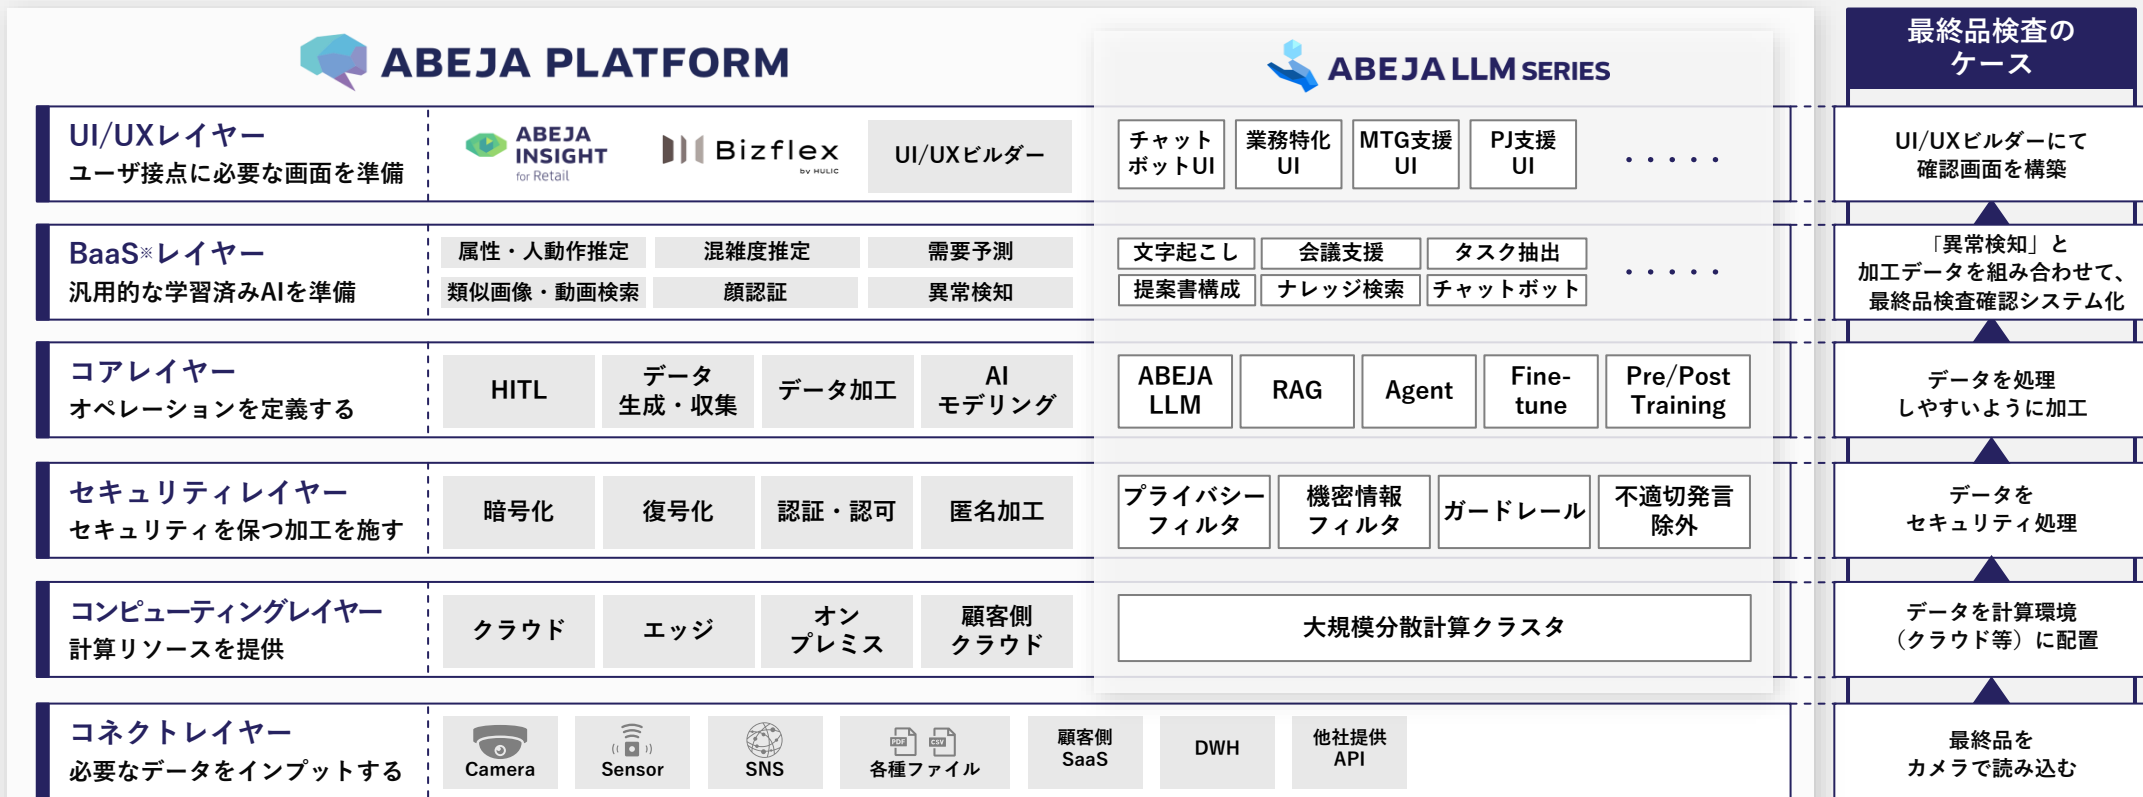 ABEJA PLATFORM
ABEJA LLM SERIES
最終品検査の
ケース
UI/UXレイヤー
ユーザ接点に必要な画面を準備
ABEJA
INSIGHT
for Retail
Bizflex
by HULIC
UI/UXビルダー
チャット
ボットUI
業務特化
UI
MTG支援
UI
PJ支援
UI
・・・・・
UI/UXビルダーにて
確認画面を構築
BaaS※レイヤー
汎用的な学習済みAIを準備
属性・人動作推定
混雑度推定
需要予測
類似画像・動画検索
顔認証
異常検知
文字起こし
会議支援
タスク抽出
提案書構成
ナレッジ検索
チャットボット
・・・・・
「異常検知」と
加工データを組み合わせて、
最終品検査確認システム化
コアレイヤー
オペレーションを定義する
HITL
データ
生成・収集
データ加工
AI
モデリング
ABEJA
LLM
RAG
Agent
Fine-
tune
Pre/Post
Training
データを処理
しやすいように加工
セキュリティレイヤー
セキュリティを保つ加工を施す
暗号化
復号化
認証・認可
匿名加工
プライバシー
フィルタ
機密情報
フィルタ
ガードレール
不適切発言
除外
データを
セキュリティ処理
コンピューティングレイヤー
計算リソースを提供
クラウド
エッジ
オン
プレミス
顧客側
クラウド
大規模分散計算クラスタ
データを計算環境
（クラウド等）に配置
コネクトレイヤー
必要なデータをインプットする
Camera
Sensor
SNS
PDF
CSV
各種ファイル
顧客側
SaaS
DWH
他社提供
API
最終品を
カメラで読み込む